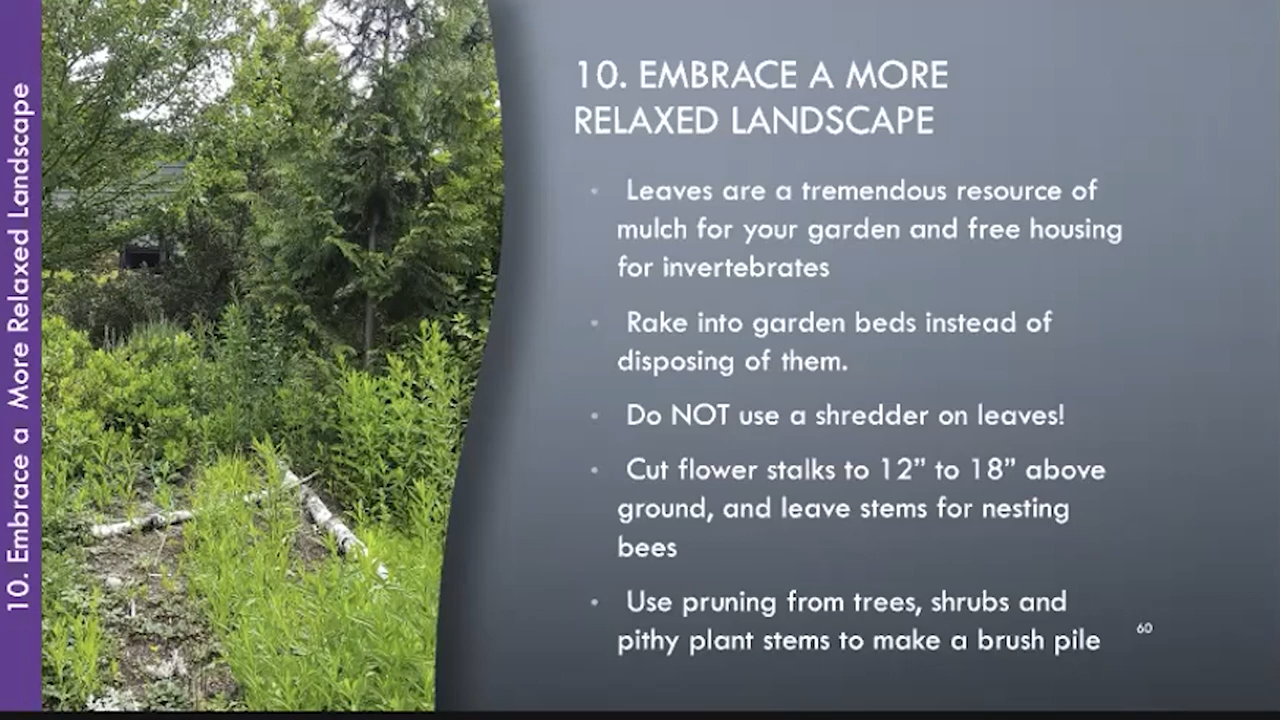 10. Embrace a  More Relaxed Landscape
10. EMBRACE A MORE
RELAXED LANDSCAPE
• Leaves are a tremendous resource of
mulch for your garden and free housing
for invertebrates
• Rake into garden beds instead of
disposing of them.
• Do NOT use a shredder on leaves!
• Cut flower stalks to 12” to 18” above
ground, and leave stems for nesting
bees
• Use pruning from trees, shrubs and
pithy plant stems to make a brush pile
60